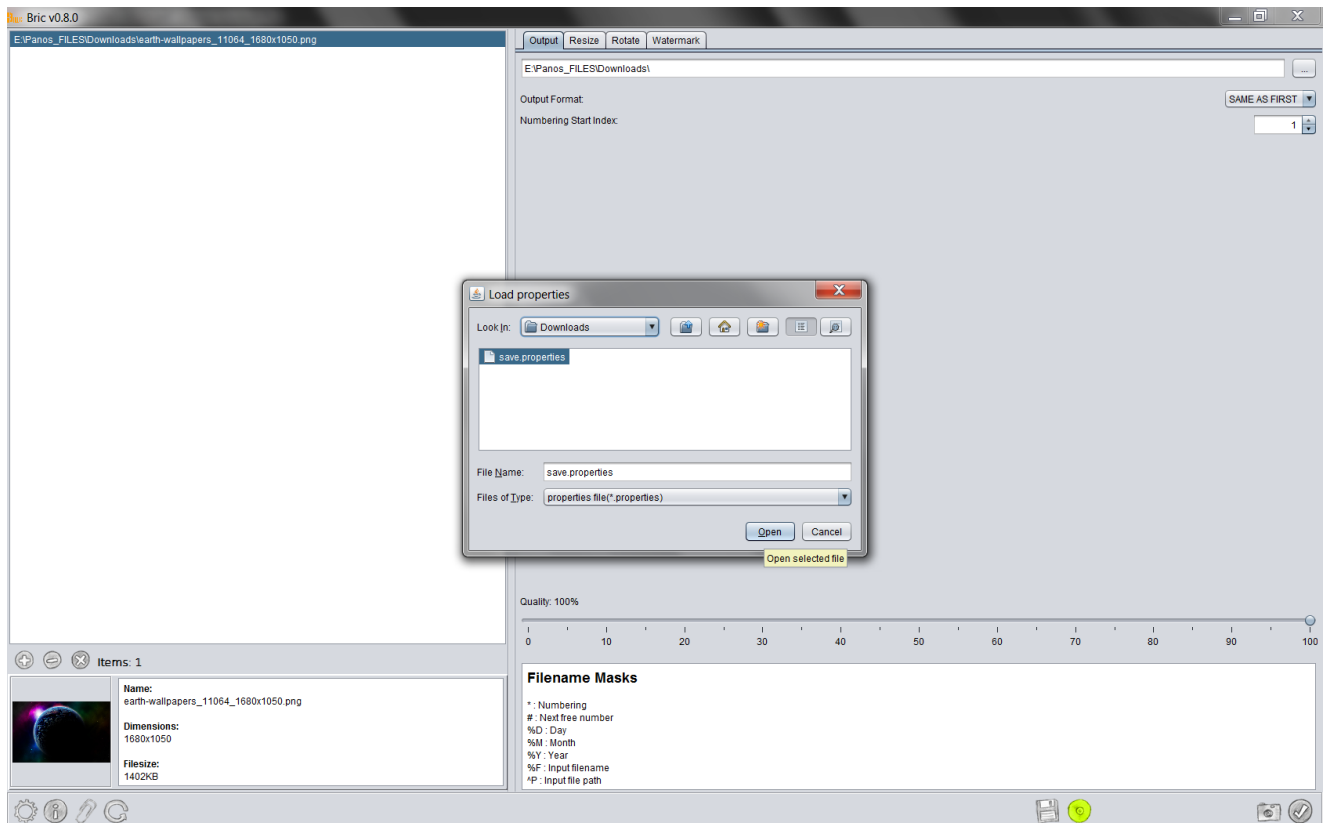 Bric v0.8.0
E:\Panos_FILES\Downloads\earth-wallpapers_11064_1680x1050.png
Output Resize Rotate Watermark
E:\Panos_FILES\Downloads\
...
Output Format: SAME AS FIRST
Numbering Start Index: 1
Load properties
Look In: Downloads
save.properties
File Name: save.properties
Files of Type: properties file(*.properties)
Open Cancel
Open selected file
Quality: 100%
0 10 20 30 40 50 60 70 80 90 100
Items: 1
Name:
earth-wallpapers_11064_1680x1050.png
Dimensions:
1680x1050
Filesize:
1402KB
Filename Masks
* : Numbering
# : Next free number
%D : Day
%M : Month
%Y : Year
%F : Input filename
^P : Input file path